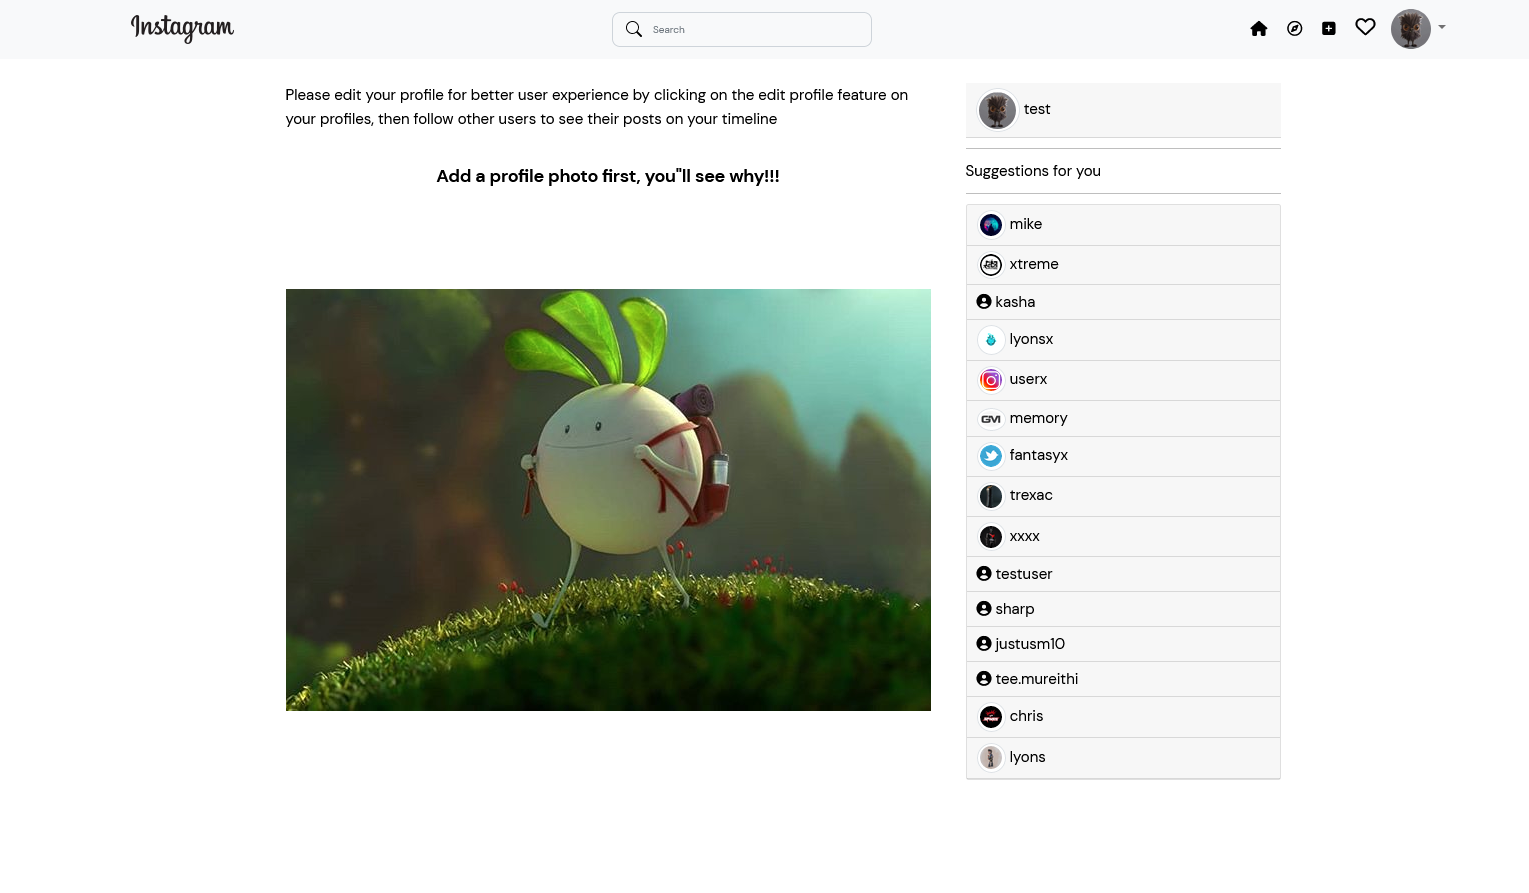 Instagram
Search
Please edit your profile for better user experience by clicking on the edit profile feature on
your profiles, then follow other users to see their posts on your timeline
Add a profile photo first, you"ll see why!!!
test
Suggestions for you
mike
xtreme
kasha
lyonsx
userx
GMI
memory
fantasyx
trexac
xxxx
testuser
sharp
justusm10
tee.mureithi
chris
lyons